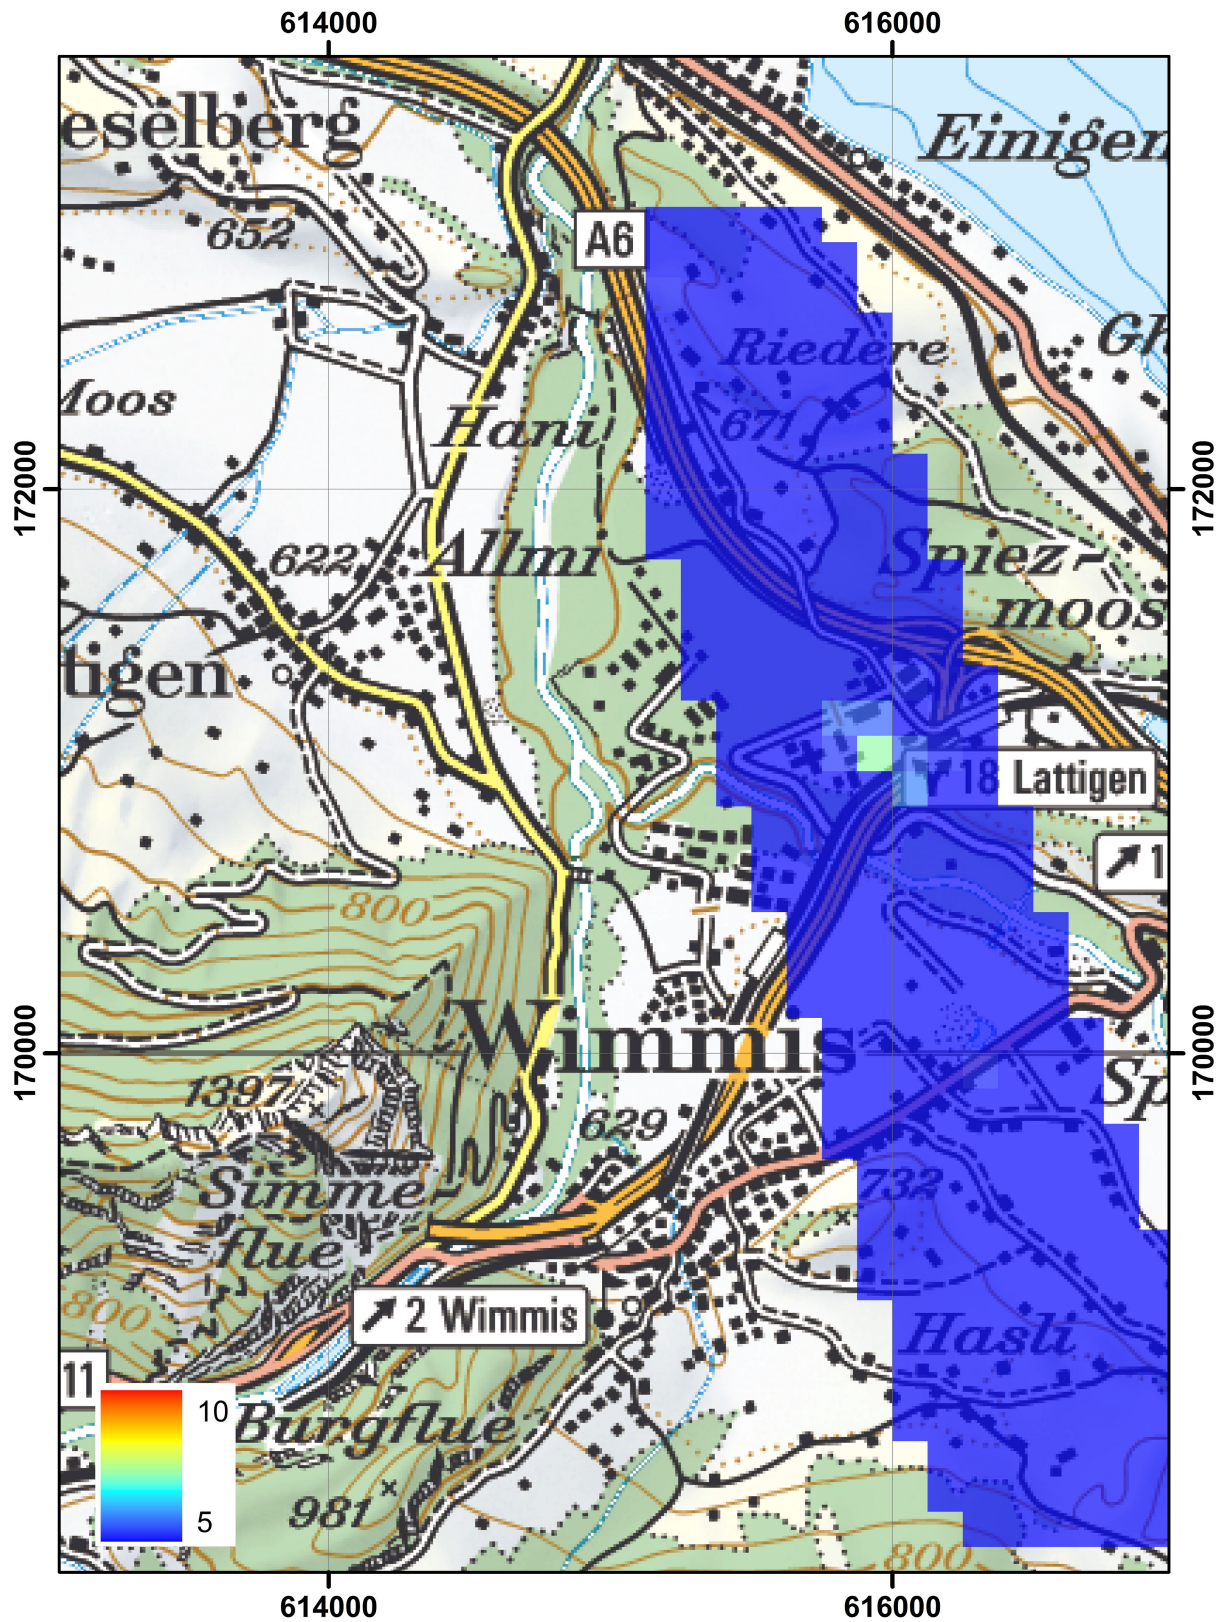 614000 616000
eselberg
Einigen
652
A6
Riedere
Gh
Moos
Hani
671
172000 172000
622
Allmi
Spiez-
moos
tigen
18 Lattigen
1
800
Wimmis
170000 170000
1397
Sp
629
Simme-
flue
732
800
2 Wimmis
Hasli
11
10
Burgflue
5
981
800
614000 616000